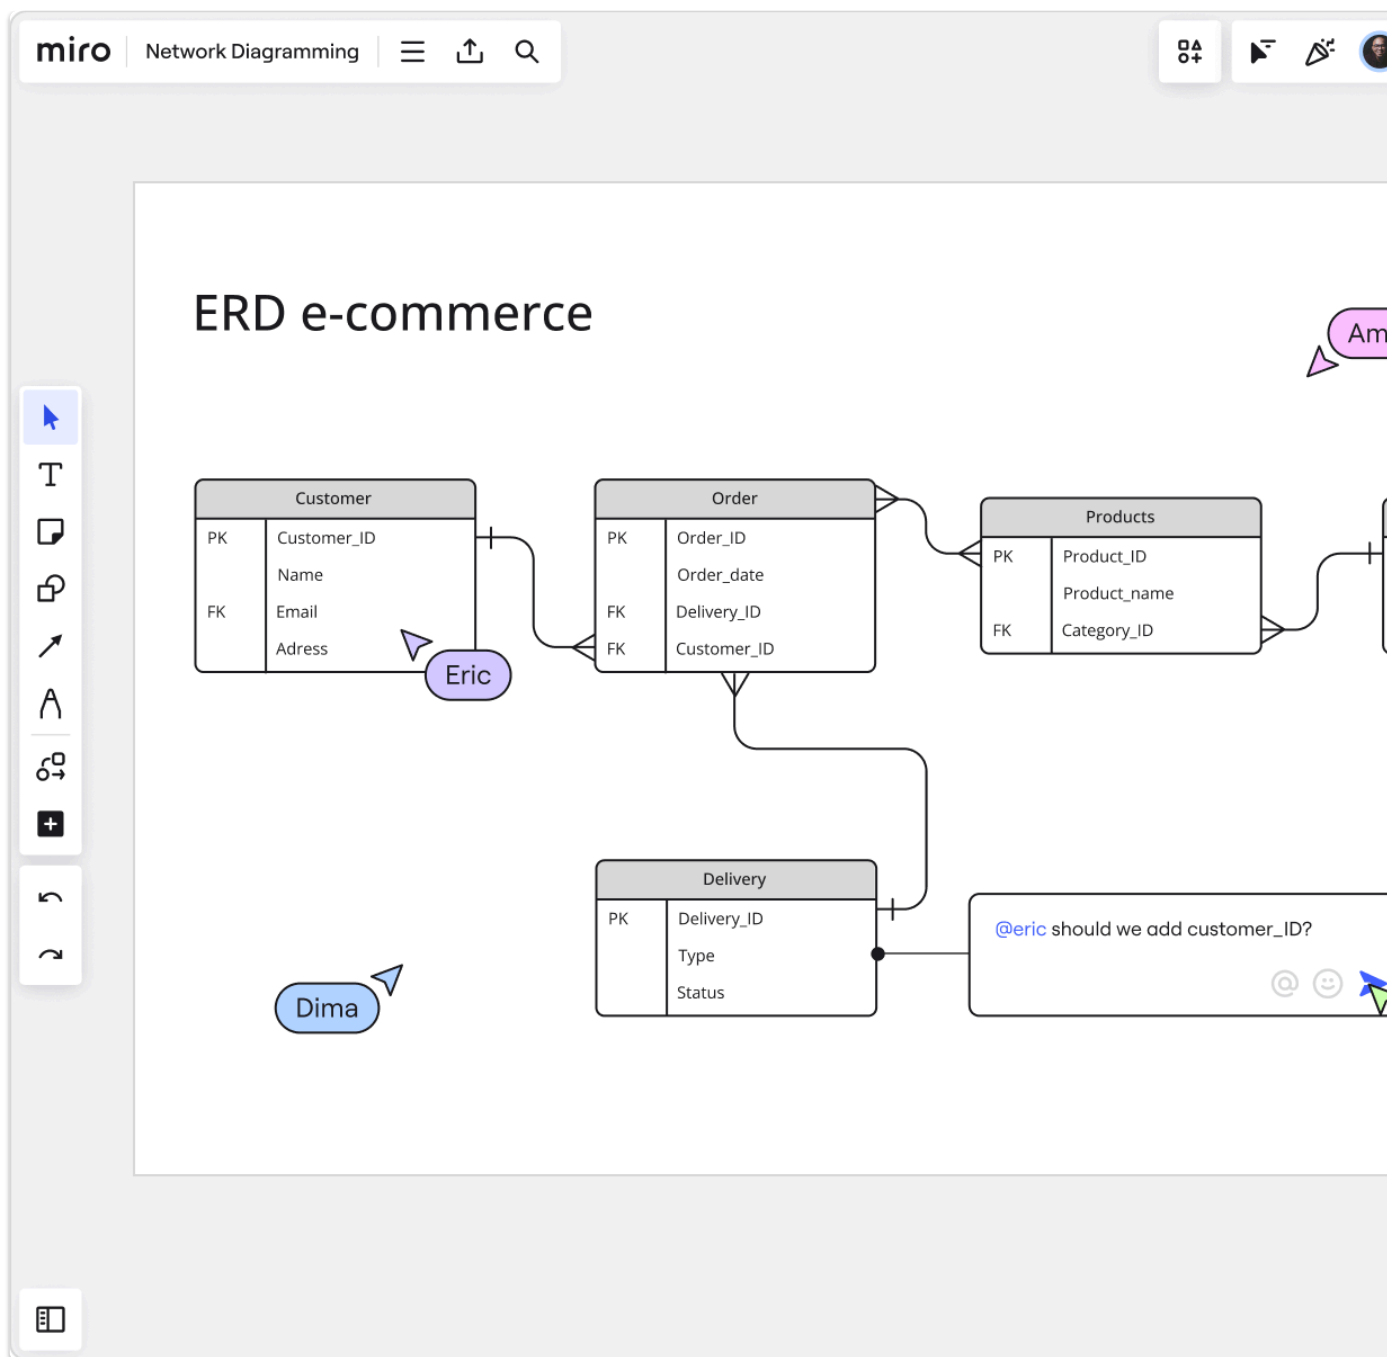 miro
Network Diagramming
ERD e-commerce
Am
Customer
PK Customer_ID
Name
FK Email
Adress
Eric
Order
PK Order_ID
Order_date
FK Delivery_ID
FK Customer_ID
Products
PK Product_ID
Product_name
FK Category_ID
Delivery
PK Delivery_ID
Type
Status
@eric should we add customer_ID?
Dima